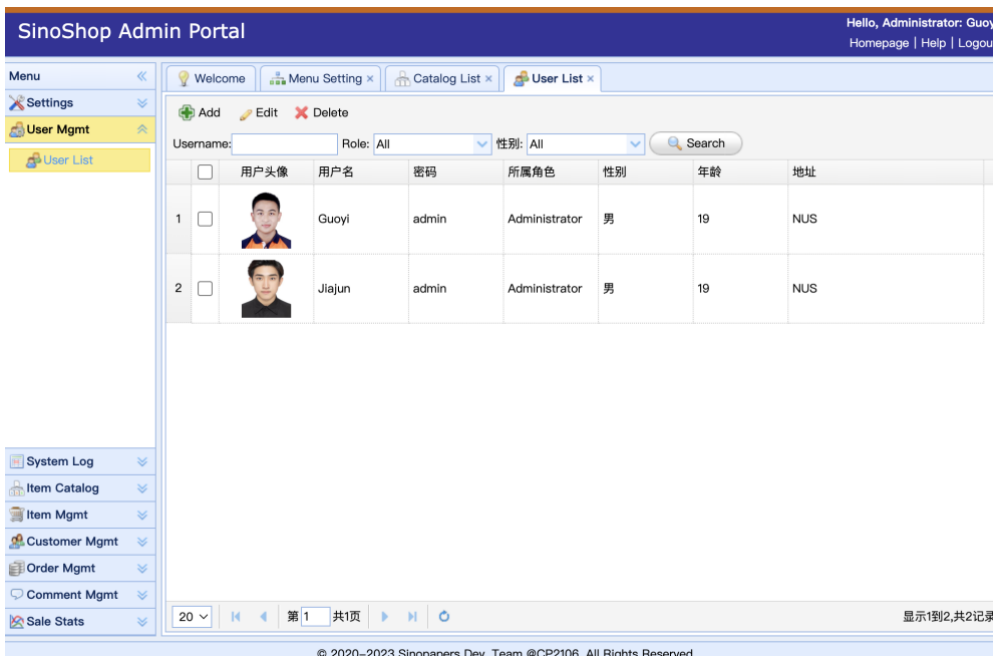 SinoShop Admin Portal
Hello, Administrator: Guoy
Homepage | Help | Logou
Menu
Welcome
Menu Setting ×
Catalog List ×
User List ×
Settings
User Mgmt
User List
Add
Edit
Delete
Username:
Role: All
性别: All
Search
用户头像 用户名 密码 所属角色 性别 年龄 地址
1 Guoyi admin Administrator 男 19 NUS
2 Jiajun admin Administrator 男 19 NUS
System Log
Item Catalog
Item Mgmt
Customer Mgmt
Order Mgmt
Comment Mgmt
Sale Stats
20 第 1 共1页
显示1到2,共2记录
© 2020–2023 Sinopapers Dev. Team @CP2106. All Rights Reserved